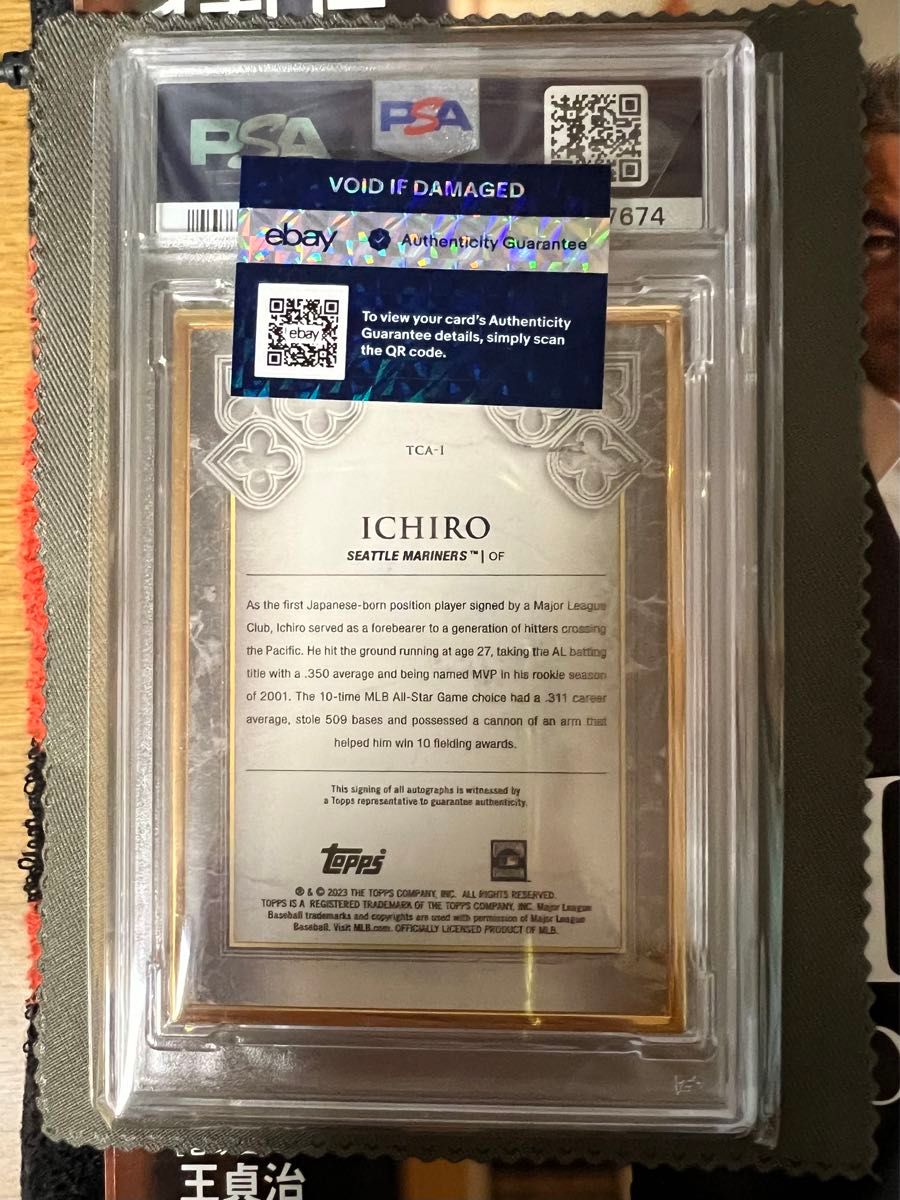 PSA
PSA
VOID IF DAMAGED
7674
ebay Authenticity Guarantee
ebay
To view your card's Authenticity
Guarantee details, simply scan
the QR code.
TCA-I
ICHIRO
SEATTLE MARINERS™ | OF
As the first Japanese-born position player signed by a Major League
Club, Ichiro served as a forebearer to a generation of hitters crossing
the Pacific. He hit the ground running at age 27, taking the AL batting
title with a .350 average and being named MVP in his rookie season
of 2001. The 10-time MLB All-Star Game choice had a .311 career
average, stole 509 bases and possessed a cannon of an arm that
helped him win 10 fielding awards.
This signing of all autographs is witnessed by
a Topps representative to guarantee authenticity.
topps
® & © 2023 THE TOPPS COMPANY, INC. ALL RIGHTS RESERVED.
TOPPS IS A REGISTERED TRADEMARK OF THE TOPPS COMPANY, INC. Major League
Baseball trademarks and copyrights are used with permission of Major League
Baseball. Visit MLB.com. OFFICIALLY LICENSED PRODUCT OF MLB.
王貞治